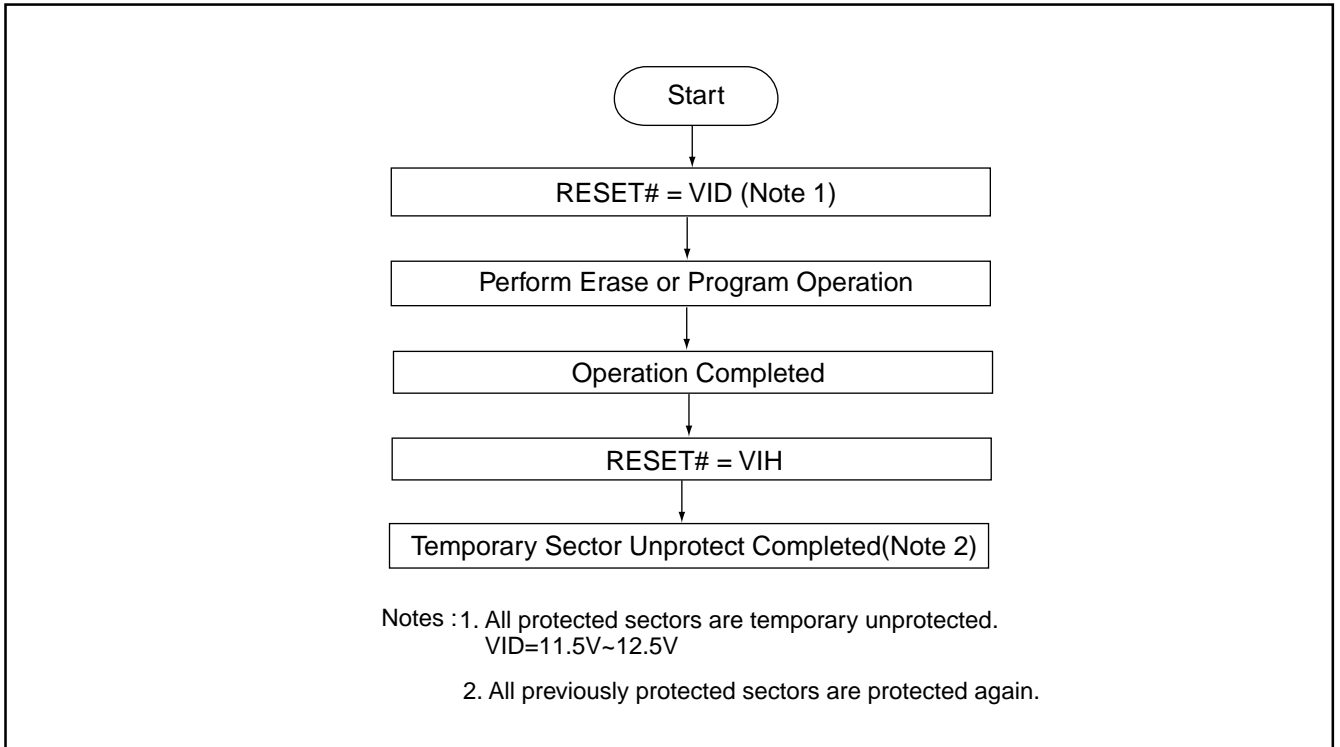 Start
RESET# = VID (Note 1)
Perform Erase or Program Operation
Operation Completed
RESET# = VIH
Temporary Sector Unprotect Completed(Note 2)
Notes : 1. All protected sectors are temporary unprotected.
VID=11.5V~12.5V
2. All previously protected sectors are protected again.